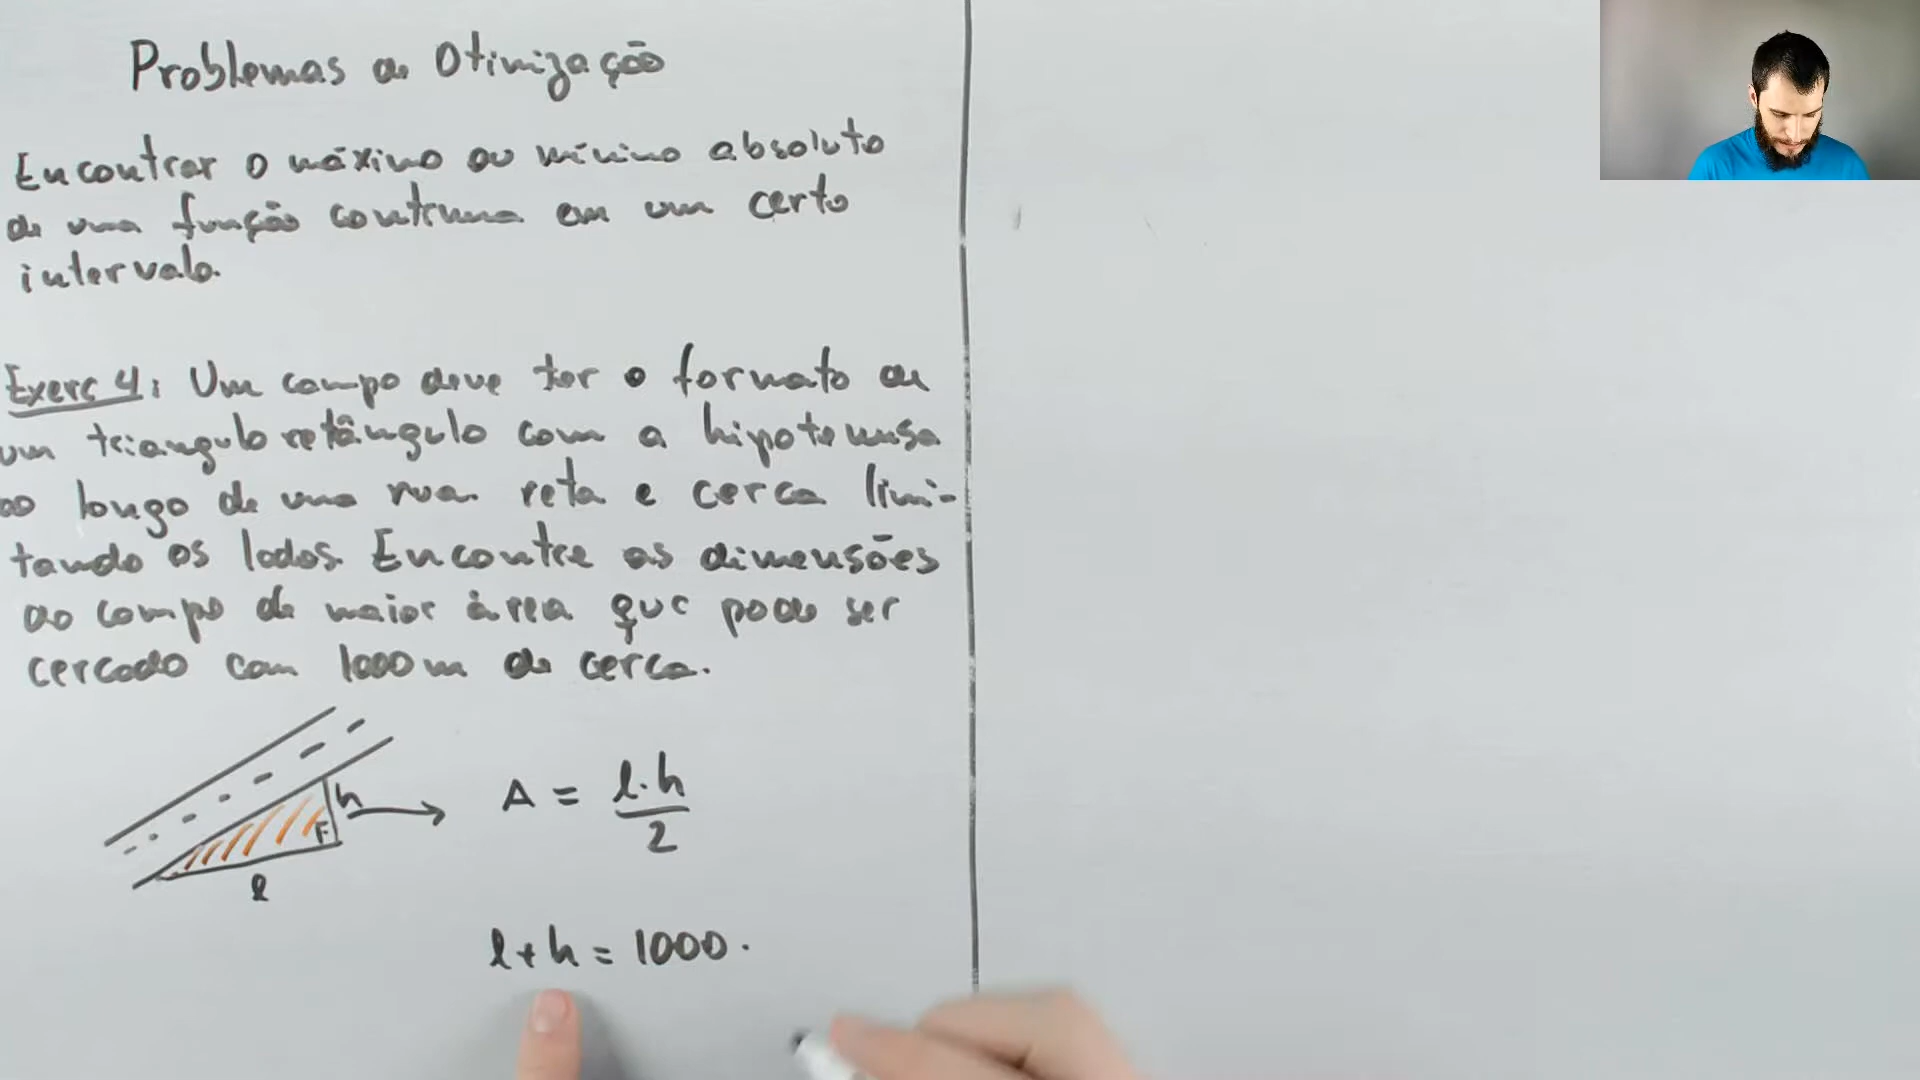 Problemas de Otimização
Encontrar o máximo ou mínimo absoluto
de uma função contínua em um certo
intervalo.
Exerc 4: Um campo deve ter o formato de
um triangulo retângulo com a hipotenusa
ao longo de uma rua reta e cerca limi-
tando os lados. Encontre as dimensões
do campo de maior área que pode ser
cercado com 1000m de cerca.
h
l
A = l·h/2
l+h = 1000.